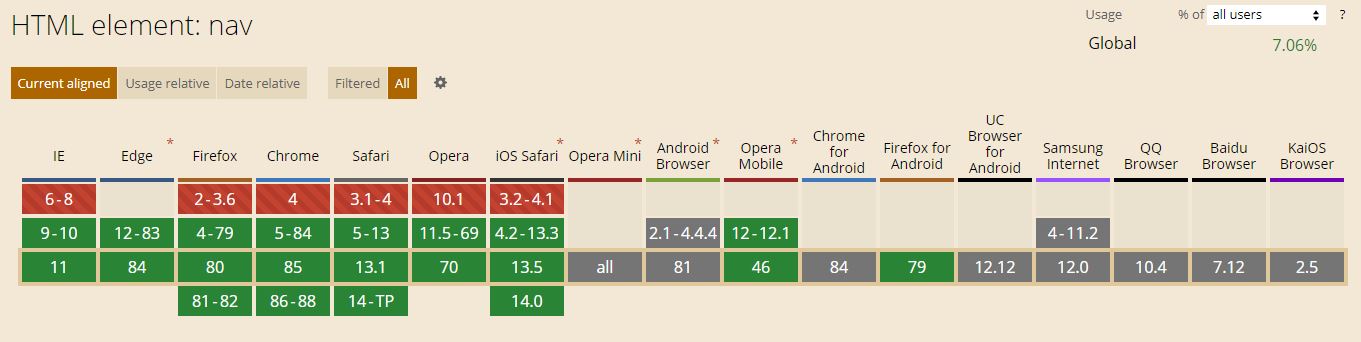 HTML element: nav
Usage % of all users ?
Global 7.06%
Current aligned Usage relative Date relative Filtered All
IE Edge * Firefox Chrome Safari Opera iOS Safari * Opera Mini * Android Browser * Opera Mobile * Chrome for Android Firefox for Android UC Browser for Android Samsung Internet QQ Browser Baidu Browser KaiOS Browser
6-8 2-3.6 4 3.1-4 10.1 3.2-4.1
9-10 12-83 4-79 5-84 5-13 11.5-69 4.2-13.3 2.1-4.4.4 12-12.1 4-11.2
11 84 80 85 13.1 70 13.5 all 81 46 84 79 12.12 12.0 10.4 7.12 2.5
81-82 86-88 14-TP 14.0